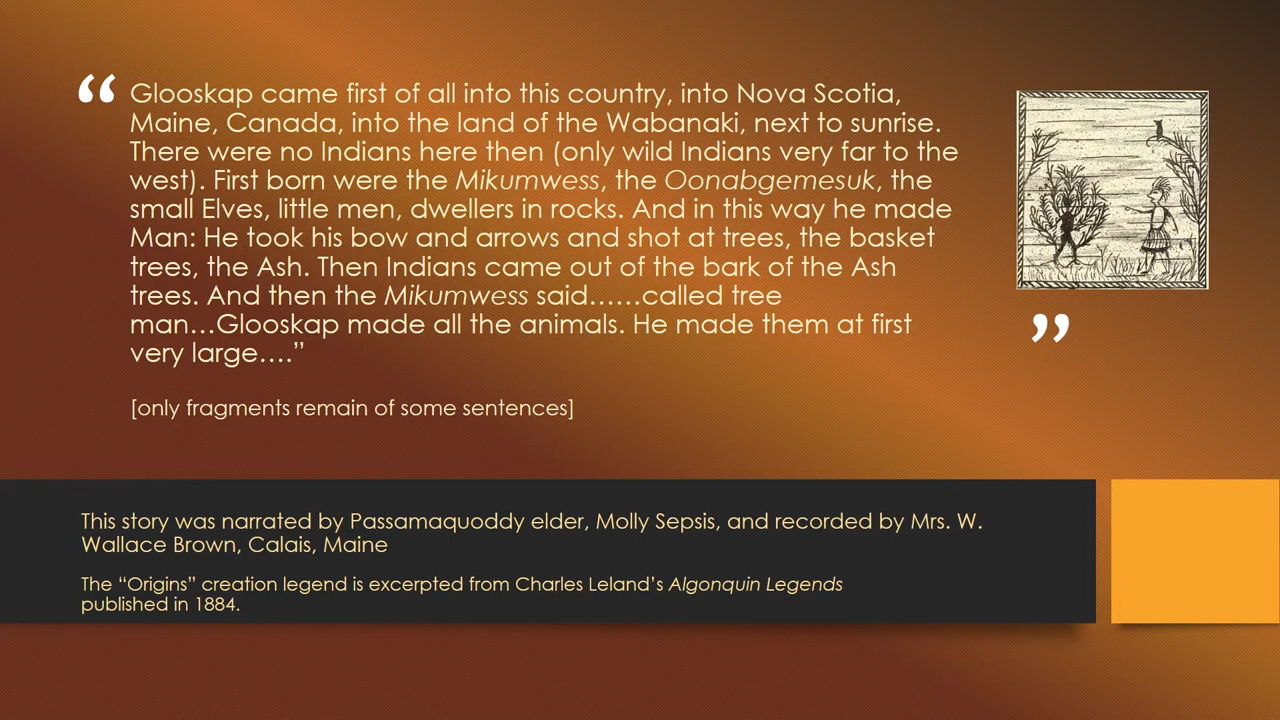 “ Glooskap came first of all into this country, into Nova Scotia,
Maine, Canada, into the land of the Wabanaki, next to sunrise.
There were no Indians here then (only wild Indians very far to the
west). First born were the Mikumwess, the Oonabgemesuk, the
small Elves, little men, dwellers in rocks. And in this way he made
Man: He took his bow and arrows and shot at trees, the basket
trees, the Ash. Then Indians came out of the bark of the Ash
trees. And then the Mikumwess said……called tree
man…Glooskap made all the animals. He made them at first
very large….”
”
[only fragments remain of some sentences]
This story was narrated by Passamaquoddy elder, Molly Sepsis, and recorded by Mrs. W.
Wallace Brown, Calais, Maine
The “Origins” creation legend is excerpted from Charles Leland’s Algonquin Legends
published in 1884.